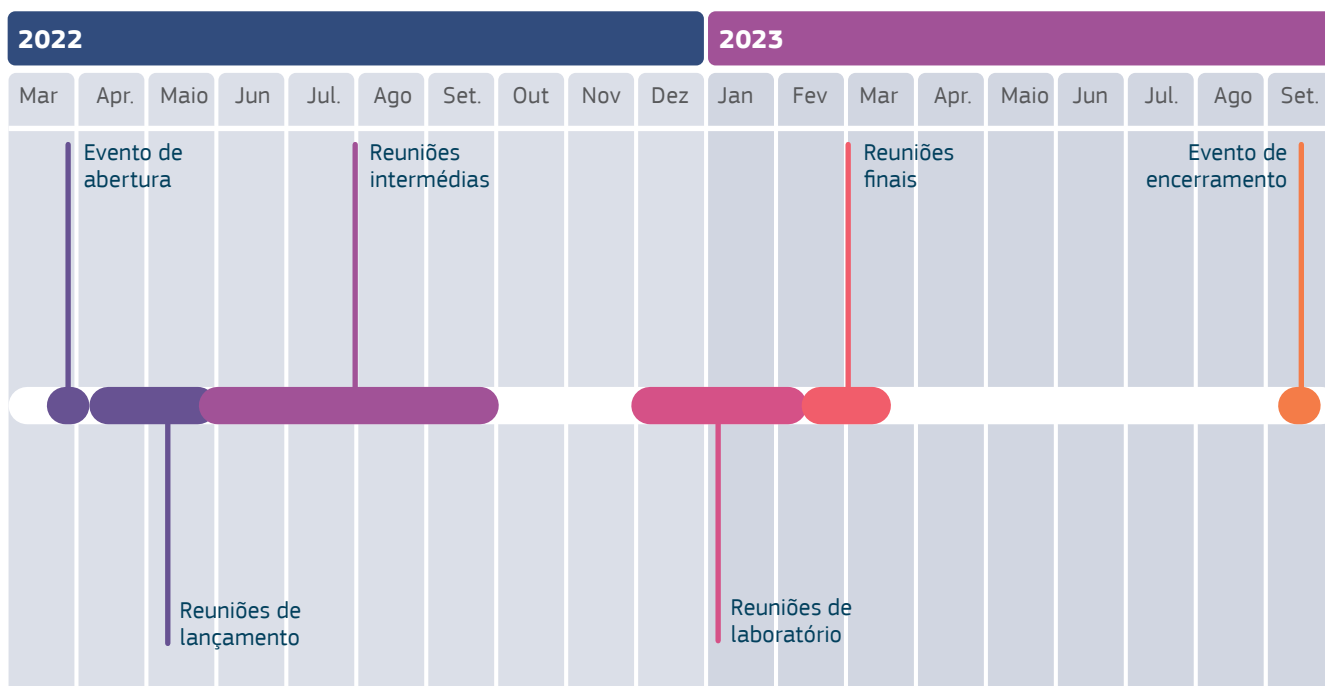 2022
2023
Mar Apr. Maio Jun Jul. Ago Set. Out Nov Dez Jan Fev Mar Apr. Maio Jun Jul. Ago Set.
Evento de
abertura
Reuniões
intermédias
Reuniões
finais
Evento de
encerramento
Reuniões de
lançamento
Reuniões de
laboratório